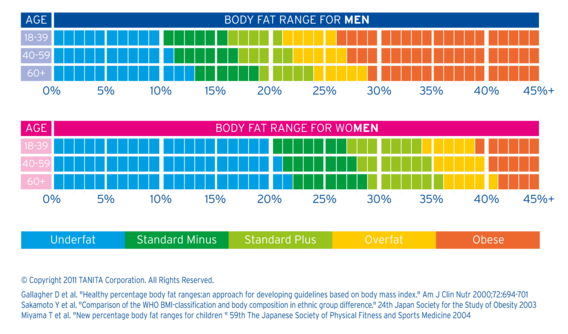 AGE BODY FAT RANGE FOR MEN
18-39
40-59
60+
0% 5% 10% 15% 20% 25% 30% 35% 40% 45%+
AGE BODY FAT RANGE FOR WOMEN
18-39
40-59
60+
0% 5% 10% 15% 20% 25% 30% 35% 40% 45%+
Underfat Standard Minus Standard Plus Overfat Obese
© Copyright 2011 TANITA Corporation. All Rights Reserved.
Gallagher D et al. "Healthy percentage body fat ranges:an approach for developing guidelines based on body mass index." Am J Clin Nutr 2000;72:694-701
Sakamoto Y et al. "Comparison of the WHO BMI-classification and body composition in ethnic group difference." 24th Japan Society for the Study of Obesity 2003
Miyama T et al. "New percentage body fat ranges for children " 59th The Japanese Society of Physical Fitness and Sports Medicine 2004